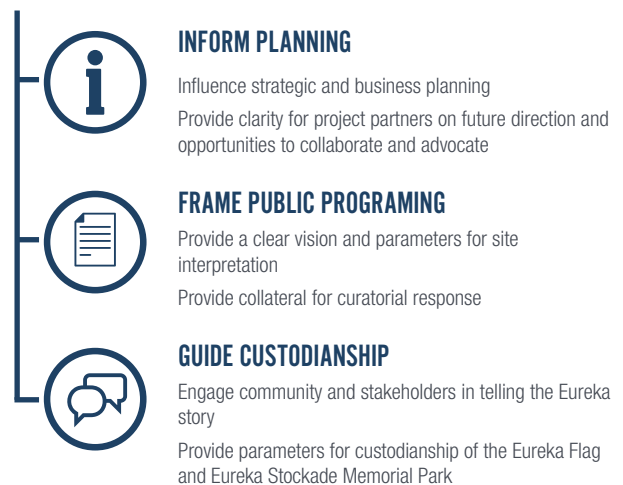 INFORM PLANNING
Influence strategic and business planning
Provide clarity for project partners on future direction and
opportunities to collaborate and advocate
FRAME PUBLIC PROGRAMING
Provide a clear vision and parameters for site
interpretation
Provide collateral for curatorial response
GUIDE CUSTODIANSHIP
Engage community and stakeholders in telling the Eureka
story
Provide parameters for custodianship of the Eureka Flag
and Eureka Stockade Memorial Park